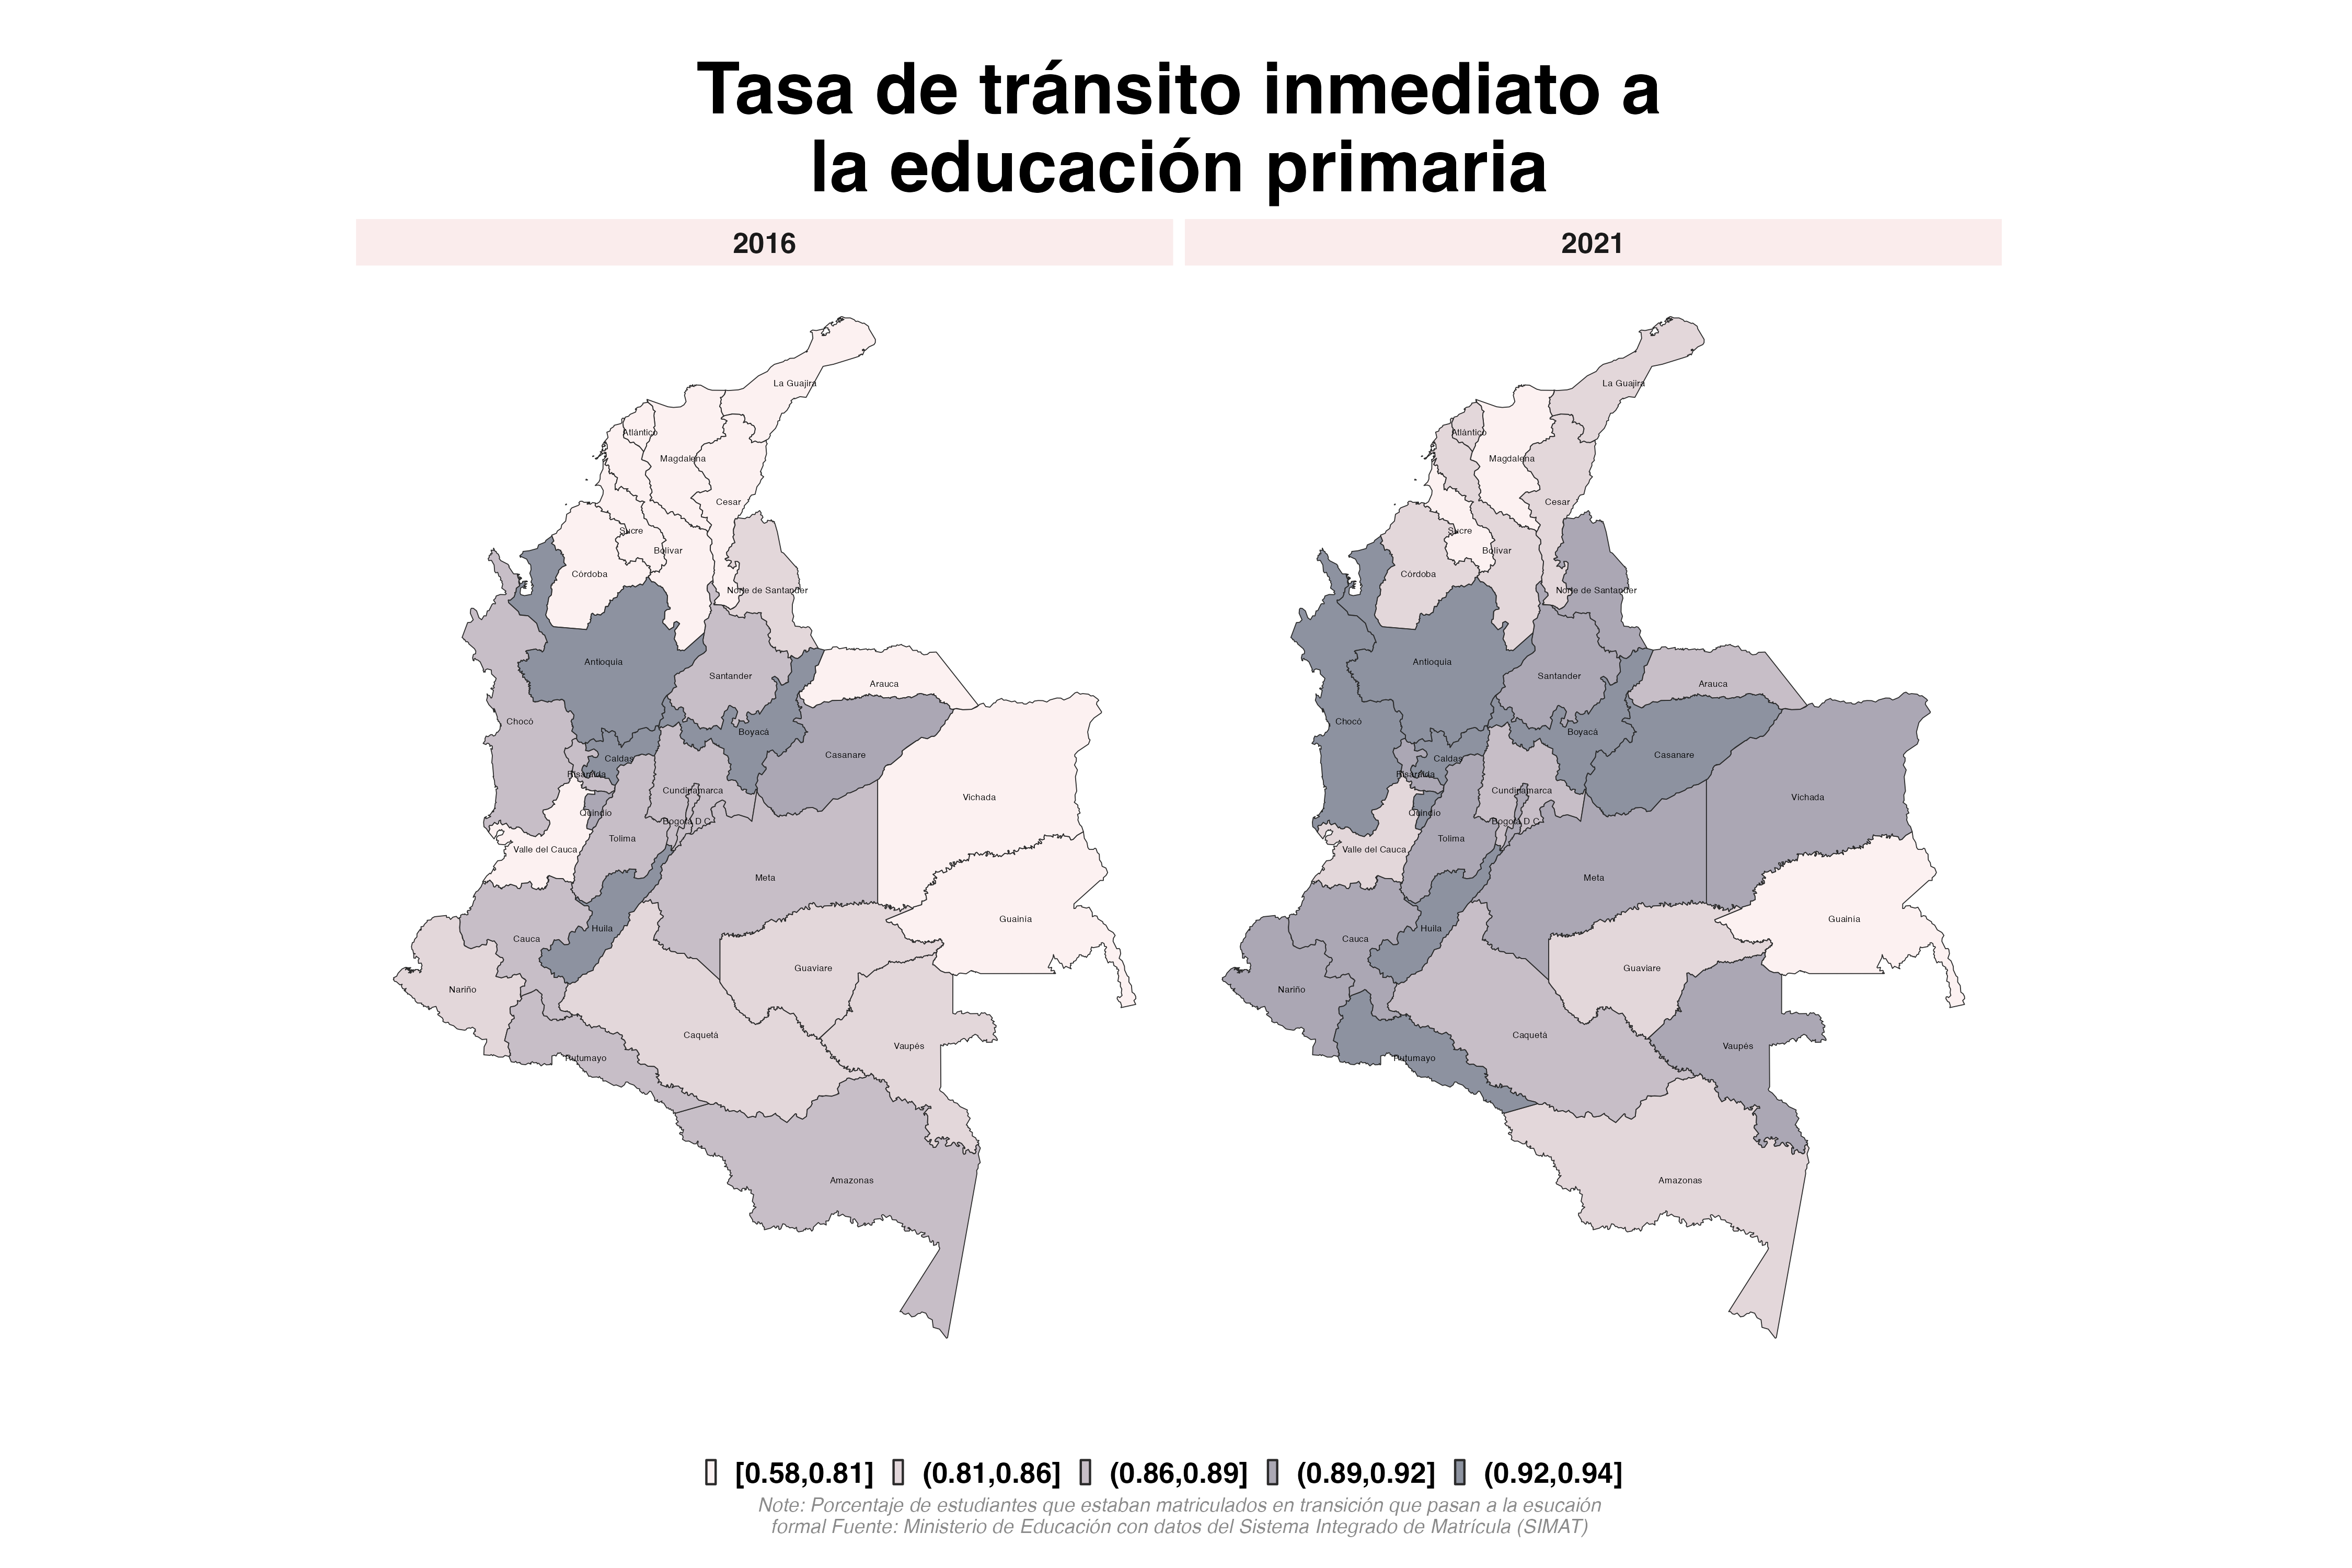 Tasa de tránsito inmediato a
la educación primaria
2016
2021
La Guajira
Atlántico
Magdalena
Cesar
Sucre
Bolívar
Córdoba
Norte de Santander
Antioquia
Santander
Arauca
Chocó
Boyacá
Casanare
Caldas
Risaralda
Cundinamarca
Vichada
Quindío
Bogotá D.C.
Tolima
Valle del Cauca
Meta
Guainía
Huila
Cauca
Guaviare
Nariño
Caquetá
Vaupés
Putumayo
Amazonas
La Guajira
Atlántico
Magdalena
Cesar
Sucre
Bolívar
Córdoba
Norte de Santander
Antioquia
Santander
Arauca
Chocó
Boyacá
Casanare
Caldas
Risaralda
Cundinamarca
Vichada
Quindío
Bogotá D.C.
Tolima
Valle del Cauca
Meta
Guainía
Huila
Cauca
Guaviare
Nariño
Caquetá
Vaupés
Putumayo
Amazonas
[0.58,0.81] (0.81,0.86] (0.86,0.89] (0.89,0.92] (0.92,0.94]
Note: Porcentaje de estudiantes que estaban matriculados en transición que pasan a la esucaión
formal Fuente: Ministerio de Educación con datos del Sistema Integrado de Matrícula (SIMAT)